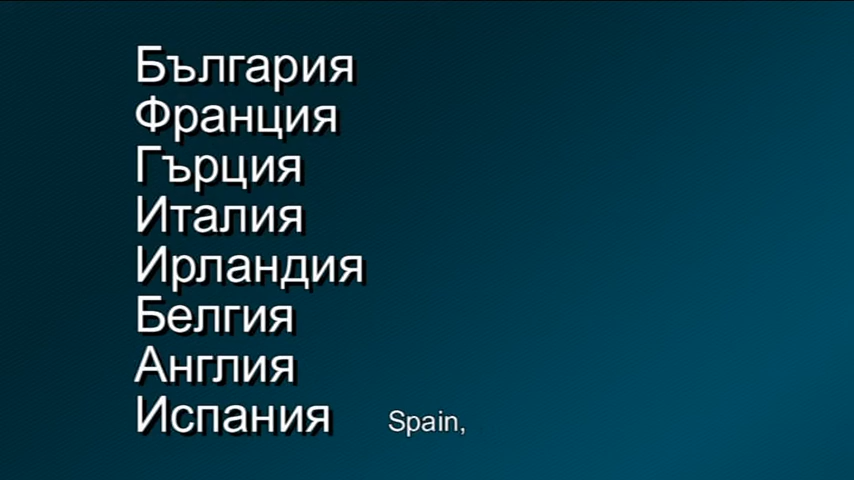 България
Франция
Гърция
Италия
Ирландия
Белгия
Англия
Испания Spain,